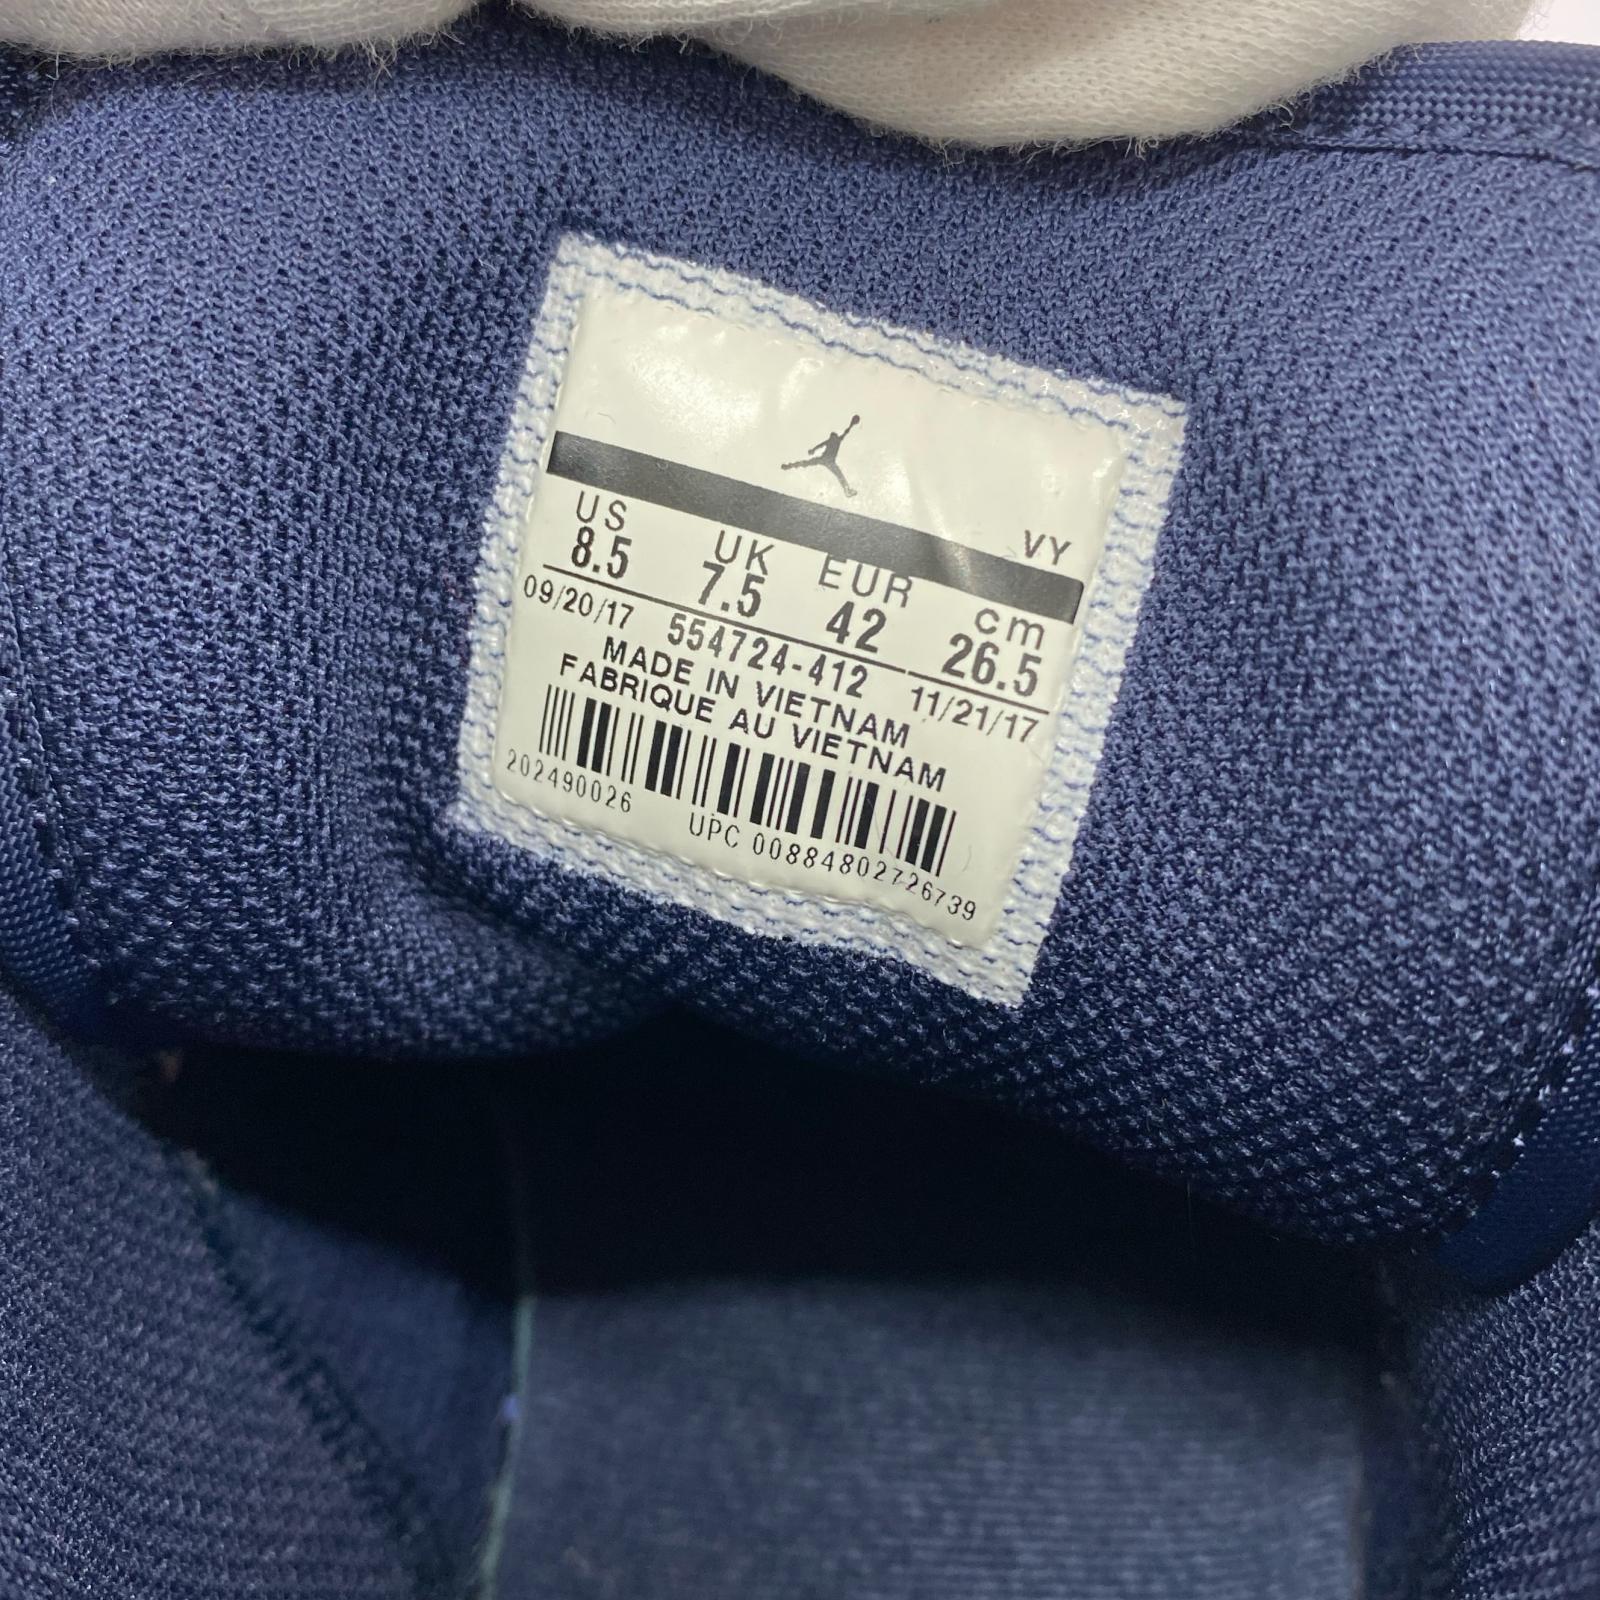 VY
US UK EUR cm
8.5 7.5 42 26.5
09/20/17 554724-412 11/21/17
MADE IN VIETNAM
FABRIQUE AU VIETNAM
202490026 UPC 00884802726739